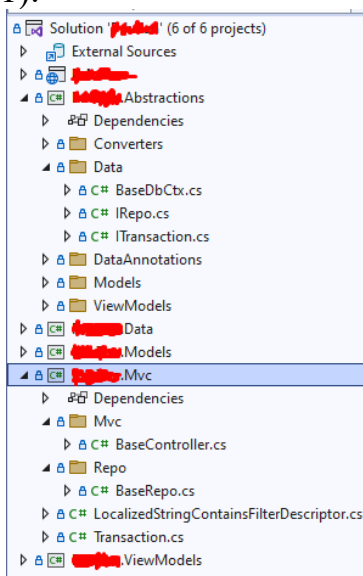 1).
Solution ' ' (6 of 6 projects)
External Sources
.Abstractions
Dependencies
C# Converters
Data
C# BaseDbCtx.cs
C# IRepo.cs
C# ITransaction.cs
DataAnnotations
Models
ViewModels
C# Data
C# .Models
C# .Mvc
Dependencies
Mvc
C# BaseController.cs
Repo
C# BaseRepo.cs
C# LocalizedStringContainsFilterDescriptor.cs
C# Transaction.cs
C# .ViewModels